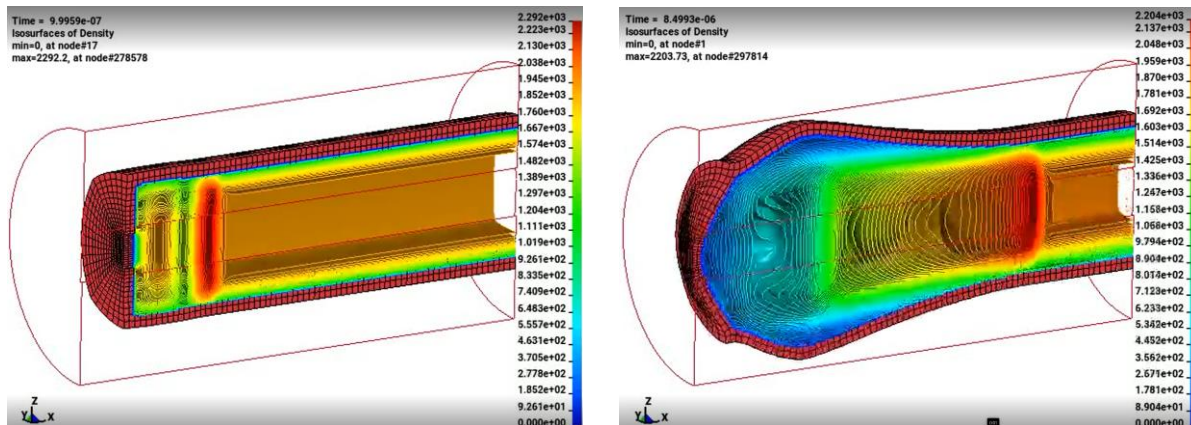 Time = 9.9959e-07
Isosurfaces of Density
min=0, at node#17
max=2292.2, at node#278578
2.292e+03
2.223e+03
2.130e+03
2.038e+03
1.945e+03
1.852e+03
1.760e+03
1.667e+03
1.574e+03
1.482e+03
1.389e+03
1.297e+03
1.204e+03
1.111e+03
1.019e+03
9.261e+02
8.335e+02
7.409e+02
6.483e+02
5.557e+02
4.631e+02
3.705e+02
2.778e+02
1.852e+02
9.261e+01
0.000e+00
Z
Y X
Time = 8.4993e-06
Isosurfaces of Density
min=0, at node#1
max=2203.73, at node#297814
2.204e+03
2.137e+03
2.048e+03
1.959e+03
1.870e+03
1.781e+03
1.692e+03
1.603e+03
1.514e+03
1.425e+03
1.336e+03
1.247e+03
1.158e+03
1.068e+03
9.794e+02
8.904e+02
8.014e+02
7.123e+02
6.233e+02
5.342e+02
4.452e+02
3.562e+02
2.671e+02
1.781e+02
8.904e+01
0.000e+00
Z
Y X